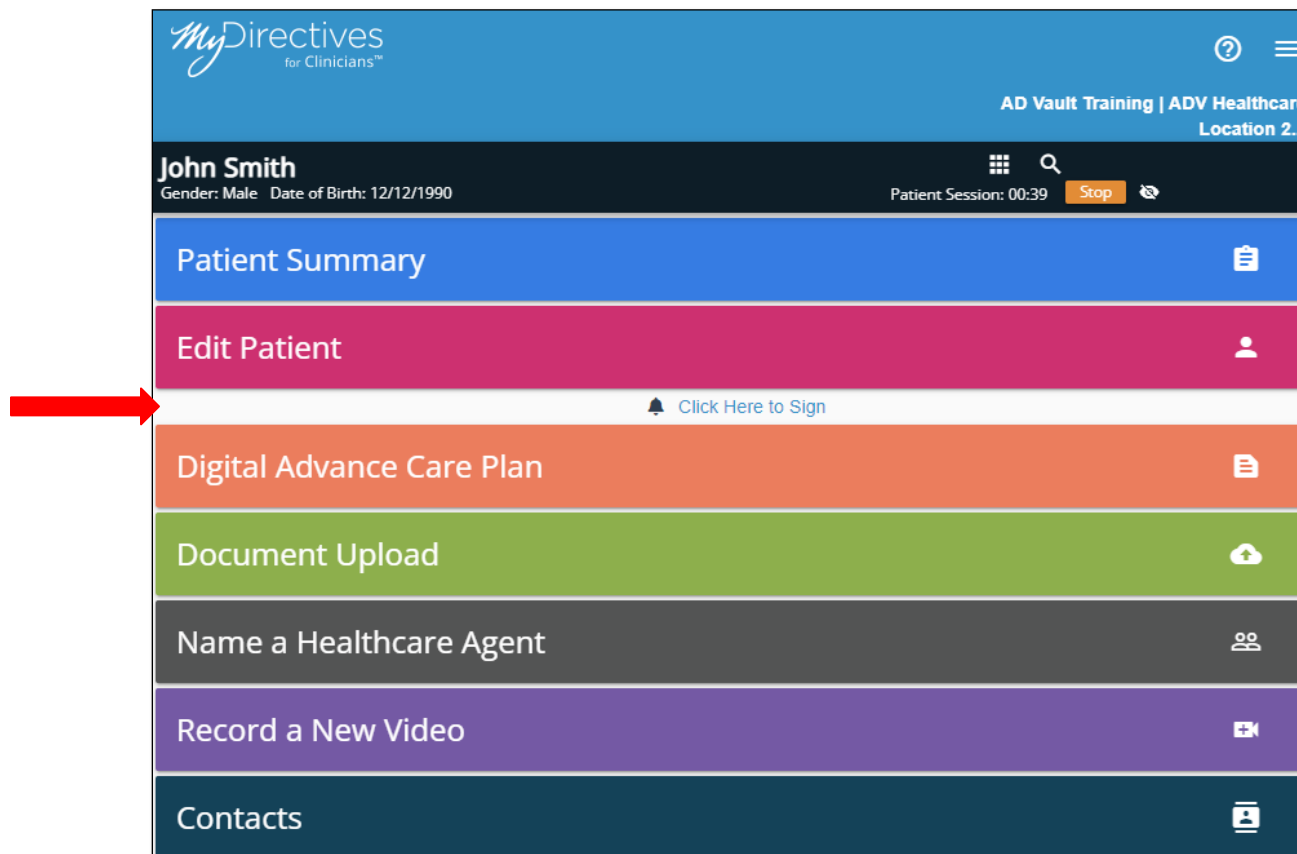 MyDirectives
for Clinicians™
AD Vault Training | ADV Healthcar
Location 2.
John Smith
Gender: Male Date of Birth: 12/12/1990
Patient Session: 00:39 Stop
Patient Summary
Edit Patient
Click Here to Sign
Digital Advance Care Plan
Document Upload
Name a Healthcare Agent
Record a New Video
Contacts